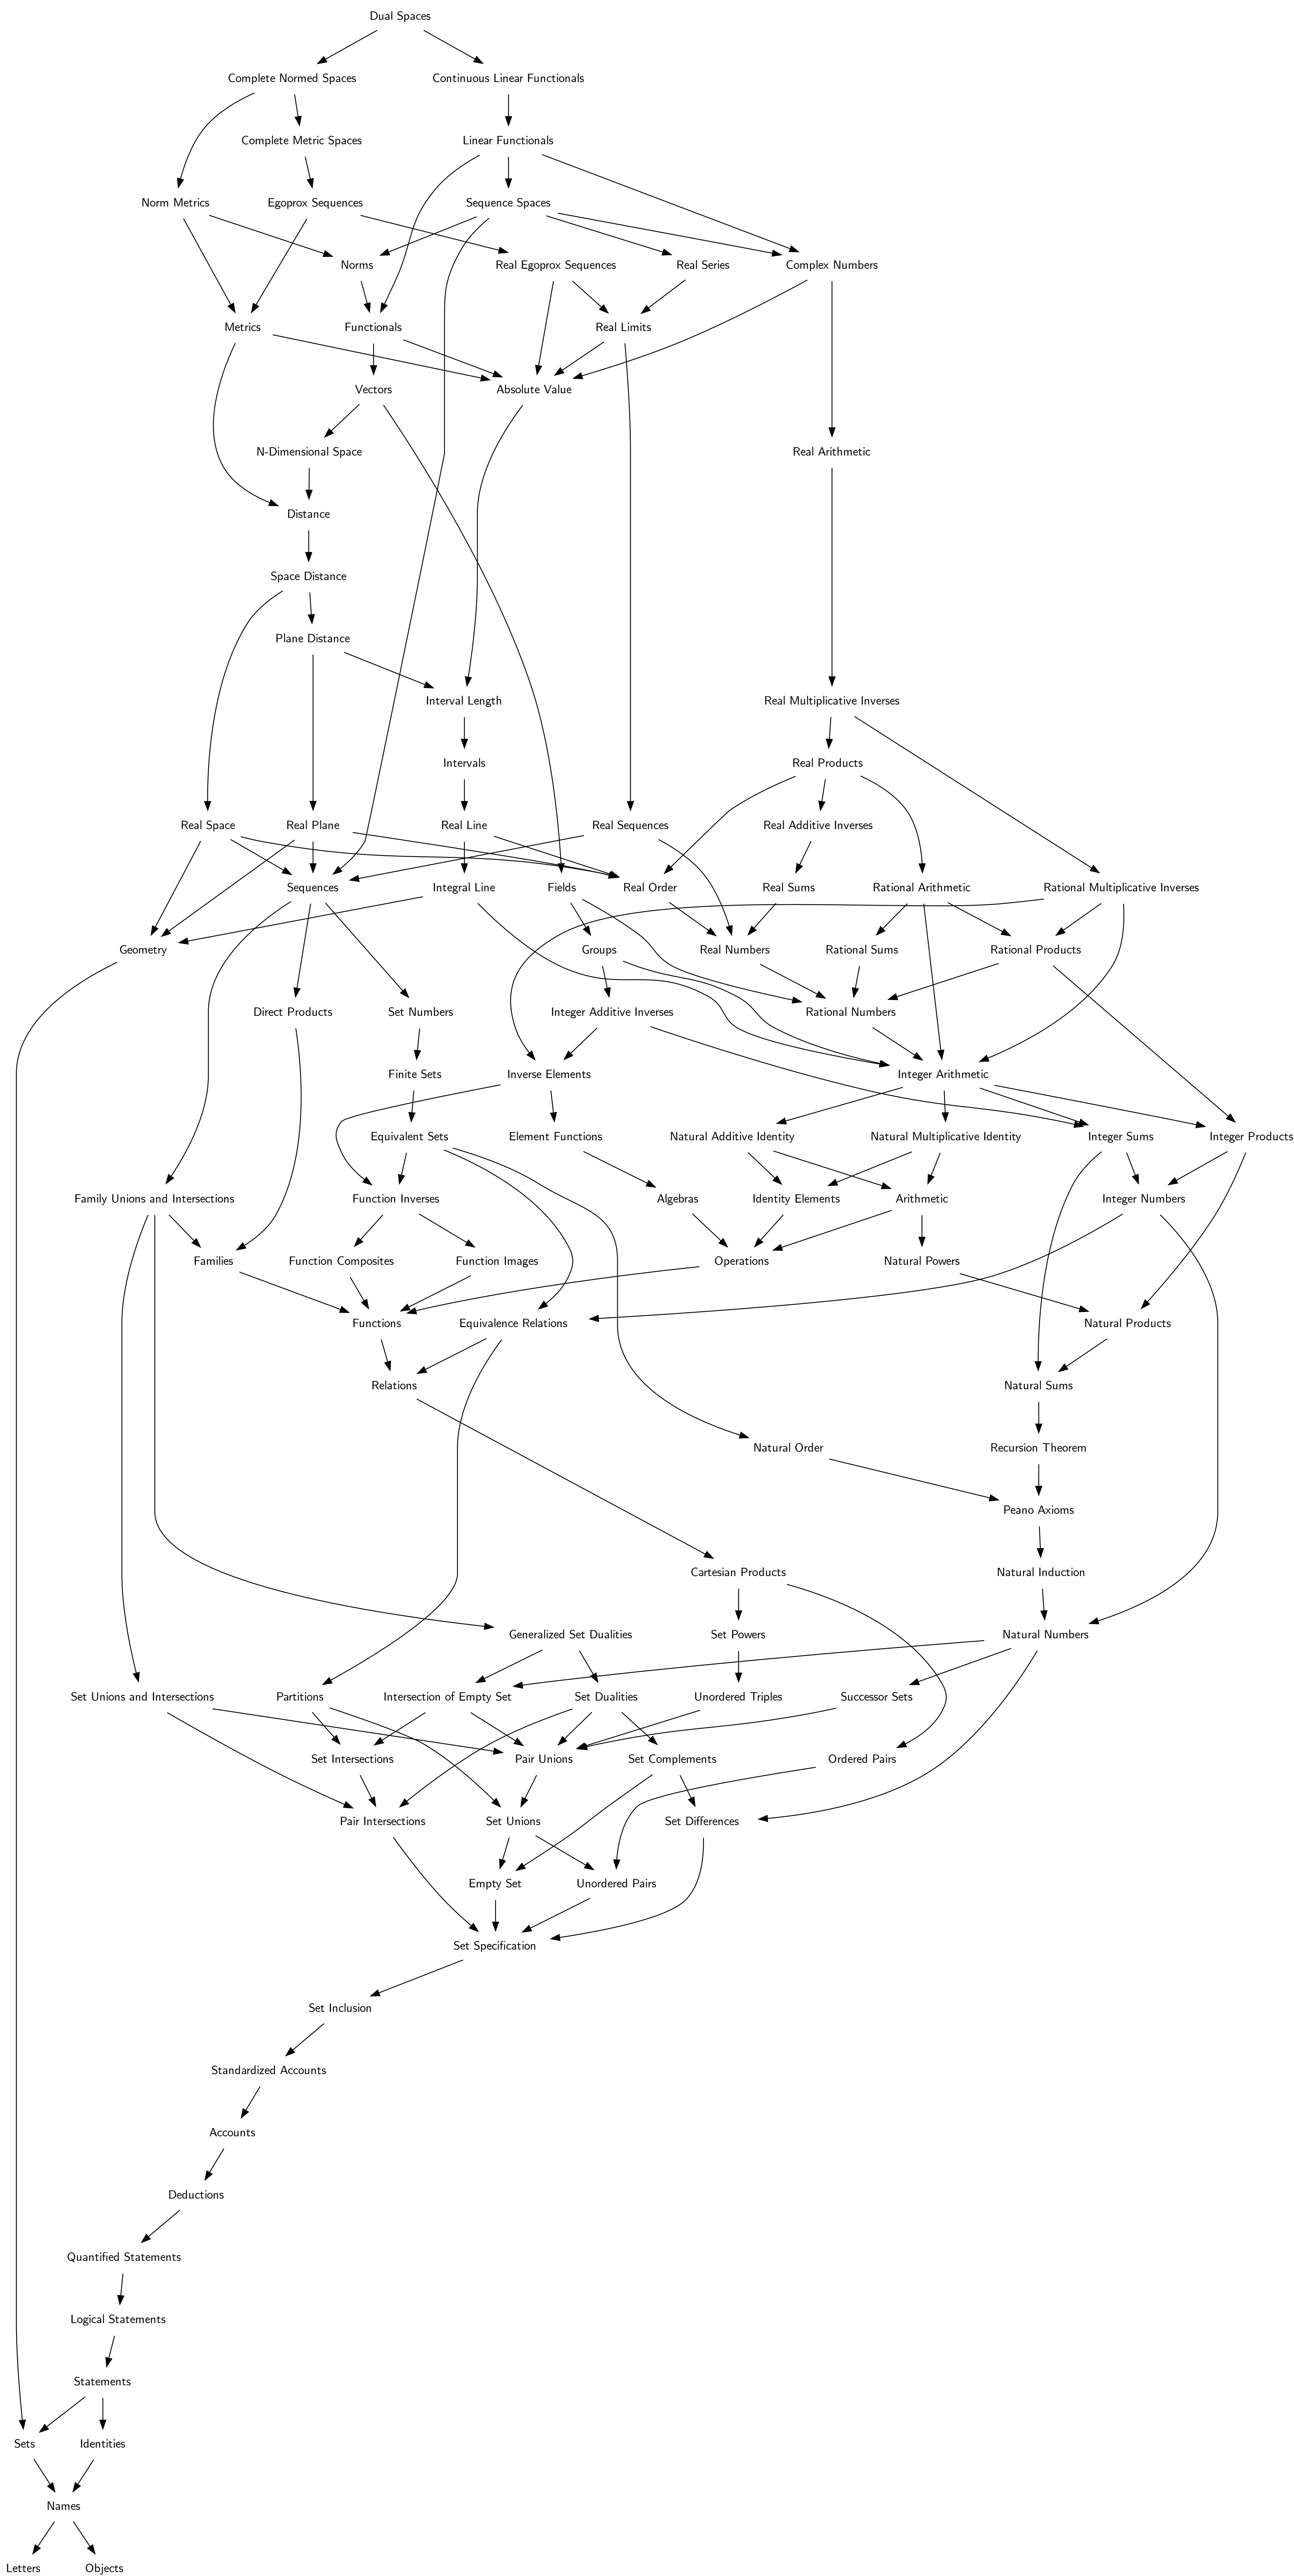 Dual Spaces
Complete Normed Spaces
Continuous Linear Functionals
Complete Metric Spaces
Linear Functionals
Norm Metrics
Egoprox Sequences
Sequence Spaces
Norms
Real Egoprox Sequences
Real Series
Complex Numbers
Metrics
Functionals
Real Limits
Vectors
Absolute Value
N-Dimensional Space
Real Arithmetic
Distance
Space Distance
Plane Distance
Interval Length
Real Multiplicative Inverses
Intervals
Real Products
Real Space
Real Plane
Real Line
Real Sequences
Real Additive Inverses
Sequences
Integral Line
Fields
Real Order
Real Sums
Rational Arithmetic
Rational Multiplicative Inverses
Geometry
Groups
Real Numbers
Rational Sums
Rational Products
Direct Products
Set Numbers
Integer Additive Inverses
Rational Numbers
Finite Sets
Inverse Elements
Integer Arithmetic
Equivalent Sets
Element Functions
Natural Additive Identity
Natural Multiplicative Identity
Integer Sums
Integer Products
Family Unions and Intersections
Function Inverses
Algebras
Identity Elements
Arithmetic
Integer Numbers
Families
Function Composites
Function Images
Operations
Natural Powers
Functions
Equivalence Relations
Natural Products
Relations
Natural Sums
Natural Order
Recursion Theorem
Peano Axioms
Cartesian Products
Natural Induction
Generalized Set Dualities
Set Powers
Natural Numbers
Set Unions and Intersections
Partitions
Intersection of Empty Set
Set Dualities
Unordered Triples
Successor Sets
Set Intersections
Pair Unions
Set Complements
Ordered Pairs
Pair Intersections
Set Unions
Set Differences
Empty Set
Unordered Pairs
Set Specification
Set Inclusion
Standardized Accounts
Accounts
Deductions
Quantified Statements
Logical Statements
Statements
Sets
Identities
Names
Letters
Objects